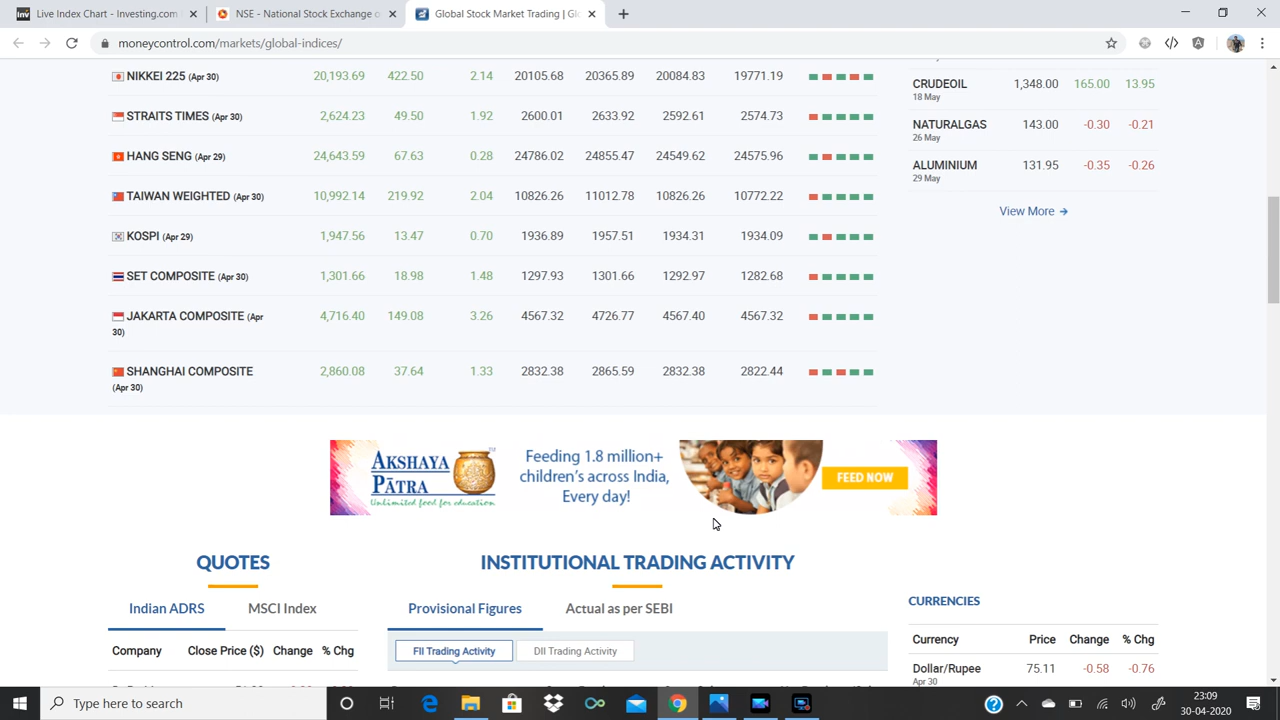 Live Index Chart - Investing.com
NSE - National Stock Exchange o
Global Stock Market Trading | Glo
moneycontrol.com/markets/global-indices/
NIKKEI 225 (Apr 30) 20,193.69 422.50 2.14 20105.68 20365.89 20084.83 19771.19
STRAITS TIMES (Apr 30) 2,624.23 49.50 1.92 2600.01 2633.92 2592.61 2574.73
HANG SENG (Apr 29) 24,643.59 67.63 0.28 24786.02 24855.47 24549.62 24575.96
TAIWAN WEIGHTED (Apr 30) 10,992.14 219.92 2.04 10826.26 11012.78 10826.26 10772.22
KOSPI (Apr 29) 1,947.56 13.47 0.70 1936.89 1957.51 1934.31 1934.09
SET COMPOSITE (Apr 30) 1,301.66 18.98 1.48 1297.93 1301.66 1292.97 1282.68
JAKARTA COMPOSITE (Apr 4,716.40 149.08 3.26 4567.32 4726.77 4567.40 4567.32
30)
SHANGHAI COMPOSITE 2,860.08 37.64 1.33 2832.38 2865.59 2832.38 2822.44
(Apr 30)
CRUDEOIL 1,348.00 165.00 13.95
18 May
NATURALGAS 143.00 -0.30 -0.21
26 May
ALUMINIUM 131.95 -0.35 -0.26
29 May
View More
AKSHAYA
PĀTRA
Unlimited food for education
Feeding 1.8 million+
children's across India,
Every day!
FEED NOW
QUOTES
Indian ADRS MSCI Index
Company Close Price ($) Change % Chg
INSTITUTIONAL TRADING ACTIVITY
Provisional Figures Actual as per SEBI
FII Trading Activity DII Trading Activity
CURRENCIES
Currency Price Change % Chg
Dollar/Rupee 75.11 -0.58 -0.76
Apr 30
Type here to search
23:09
30-04-2020